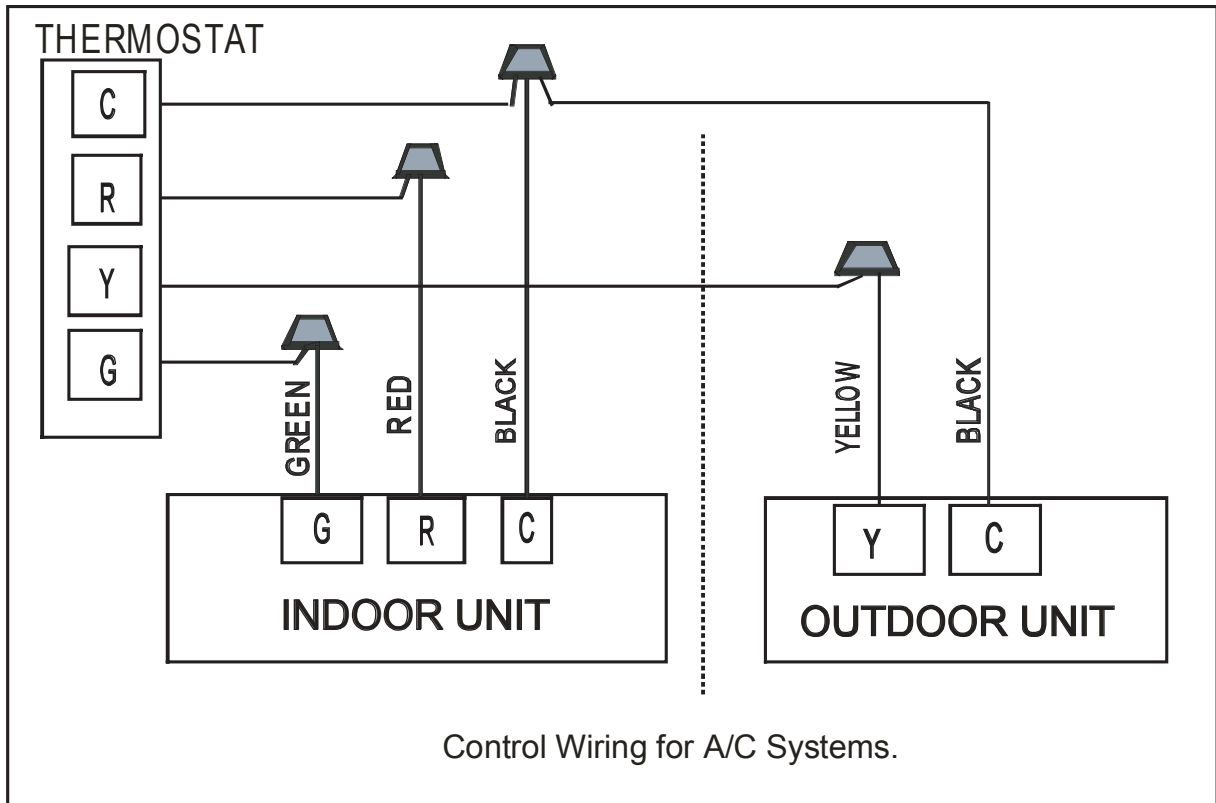 THERMOSTAT
C
R
Y
G
GREEN
RED
BLACK
YELLOW
BLACK
G
R
C
INDOOR UNIT
Y
C
OUTDOOR UNIT
Control Wiring for A/C Systems.